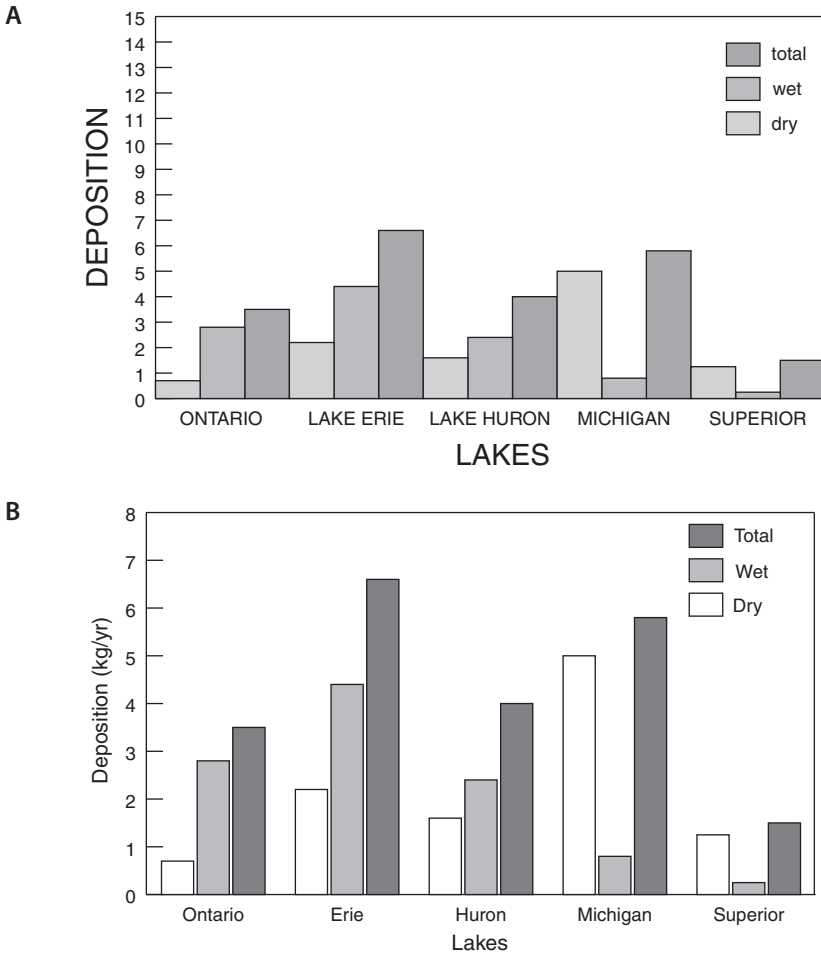 A
DEPOSITION
15
14
13
12
11
10
9
8
7
6
5
4
3
2
1
0
total
wet
dry
ONTARIO LAKE ERIE LAKE HURON MICHIGAN SUPERIOR
LAKES
B
Deposition (kg/yr)
8
7
6
5
4
3
2
1
0
Total
Wet
Dry
Ontario Erie Huron Michigan Superior
Lakes